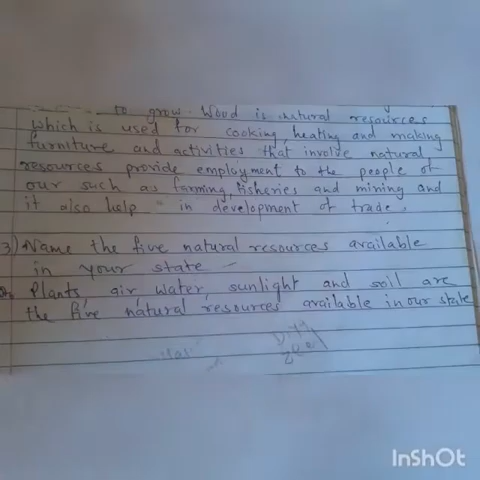 to grow. Wood is natural resources
which is used for cooking, heating and making
furniture and activities that involve natural
resources provide employment to the people of
our such as farming, fisheries and mining and
it also help in development of trade.
3) Name the five natural resources available
in your state
Plants, air, water, sunlight and soil are
the five natural resources available in our state
InShOt